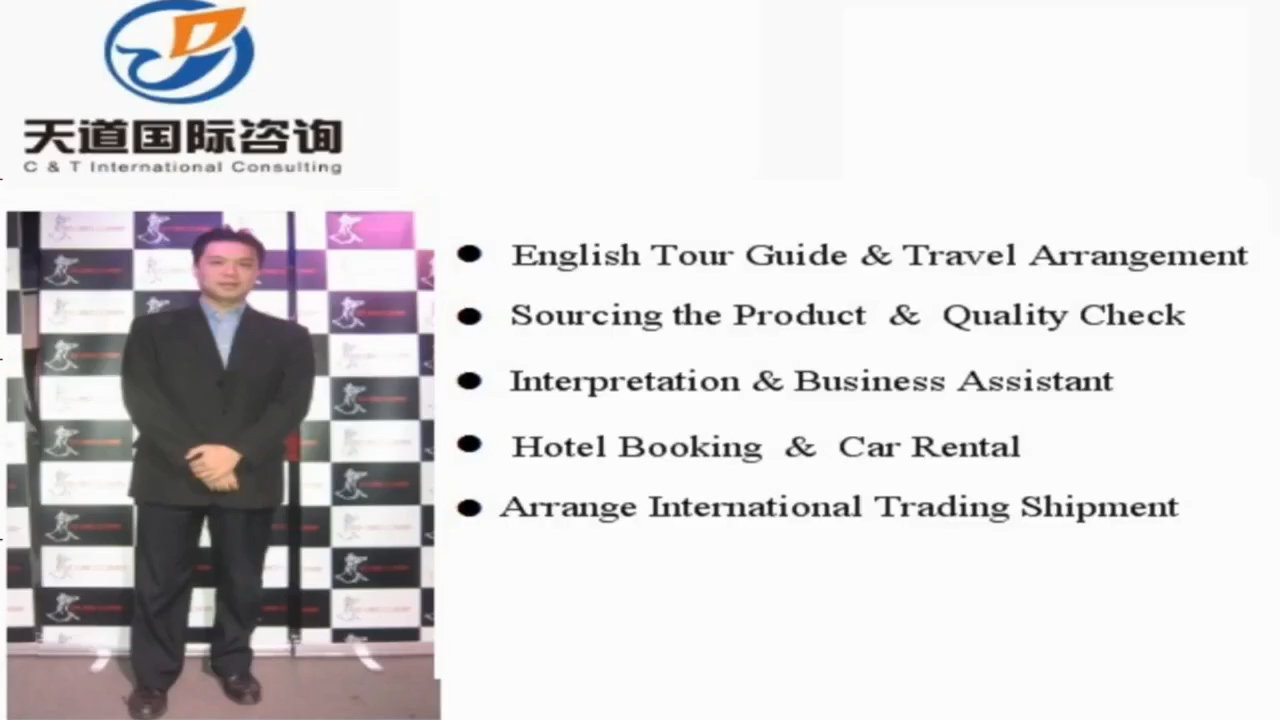 天道国际咨询
C & T International Consulting
● English Tour Guide & Travel Arrangement
● Sourcing the Product & Quality Check
● Interpretation & Business Assistant
● Hotel Booking & Car Rental
● Arrange International Trading Shipment